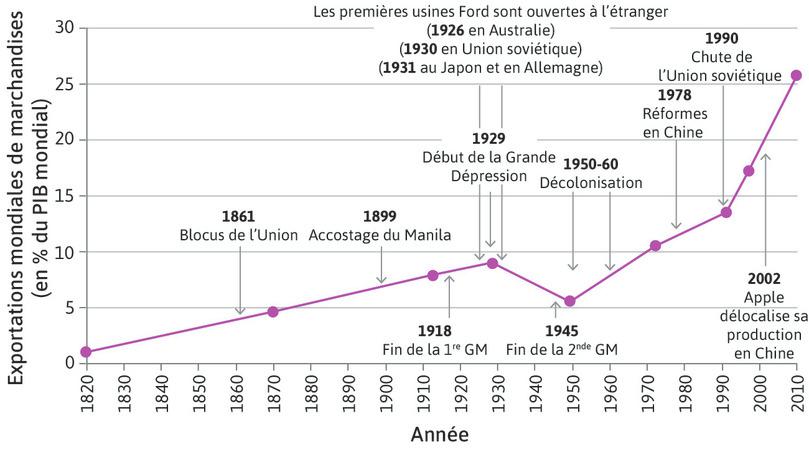 Les premières usines Ford sont ouvertes à l'étranger
(1926 en Australie)
(1930 en Union soviétique)
(1931 au Japon et en Allemagne)
1990
Chute de
l'Union soviétique
1978
Réformes
en Chine
1929
Début de la Grande
Dépression
1950-60
Décolonisation
1861
Blocus de l'Union
1899
Accostage du Manila
1918
Fin de la 1re GM
1945
Fin de la 2nde GM
2002
Apple
délocalise sa
production
en Chine
Exportations mondiales de marchandises
(en % du PIB mondial)
30
25
20
15
10
5
0
1820
1830
1840
1850
1860
1870
1880
1890
1900
1910
1920
1930
1940
1950
1960
1970
1980
1990
2000
2010
Année